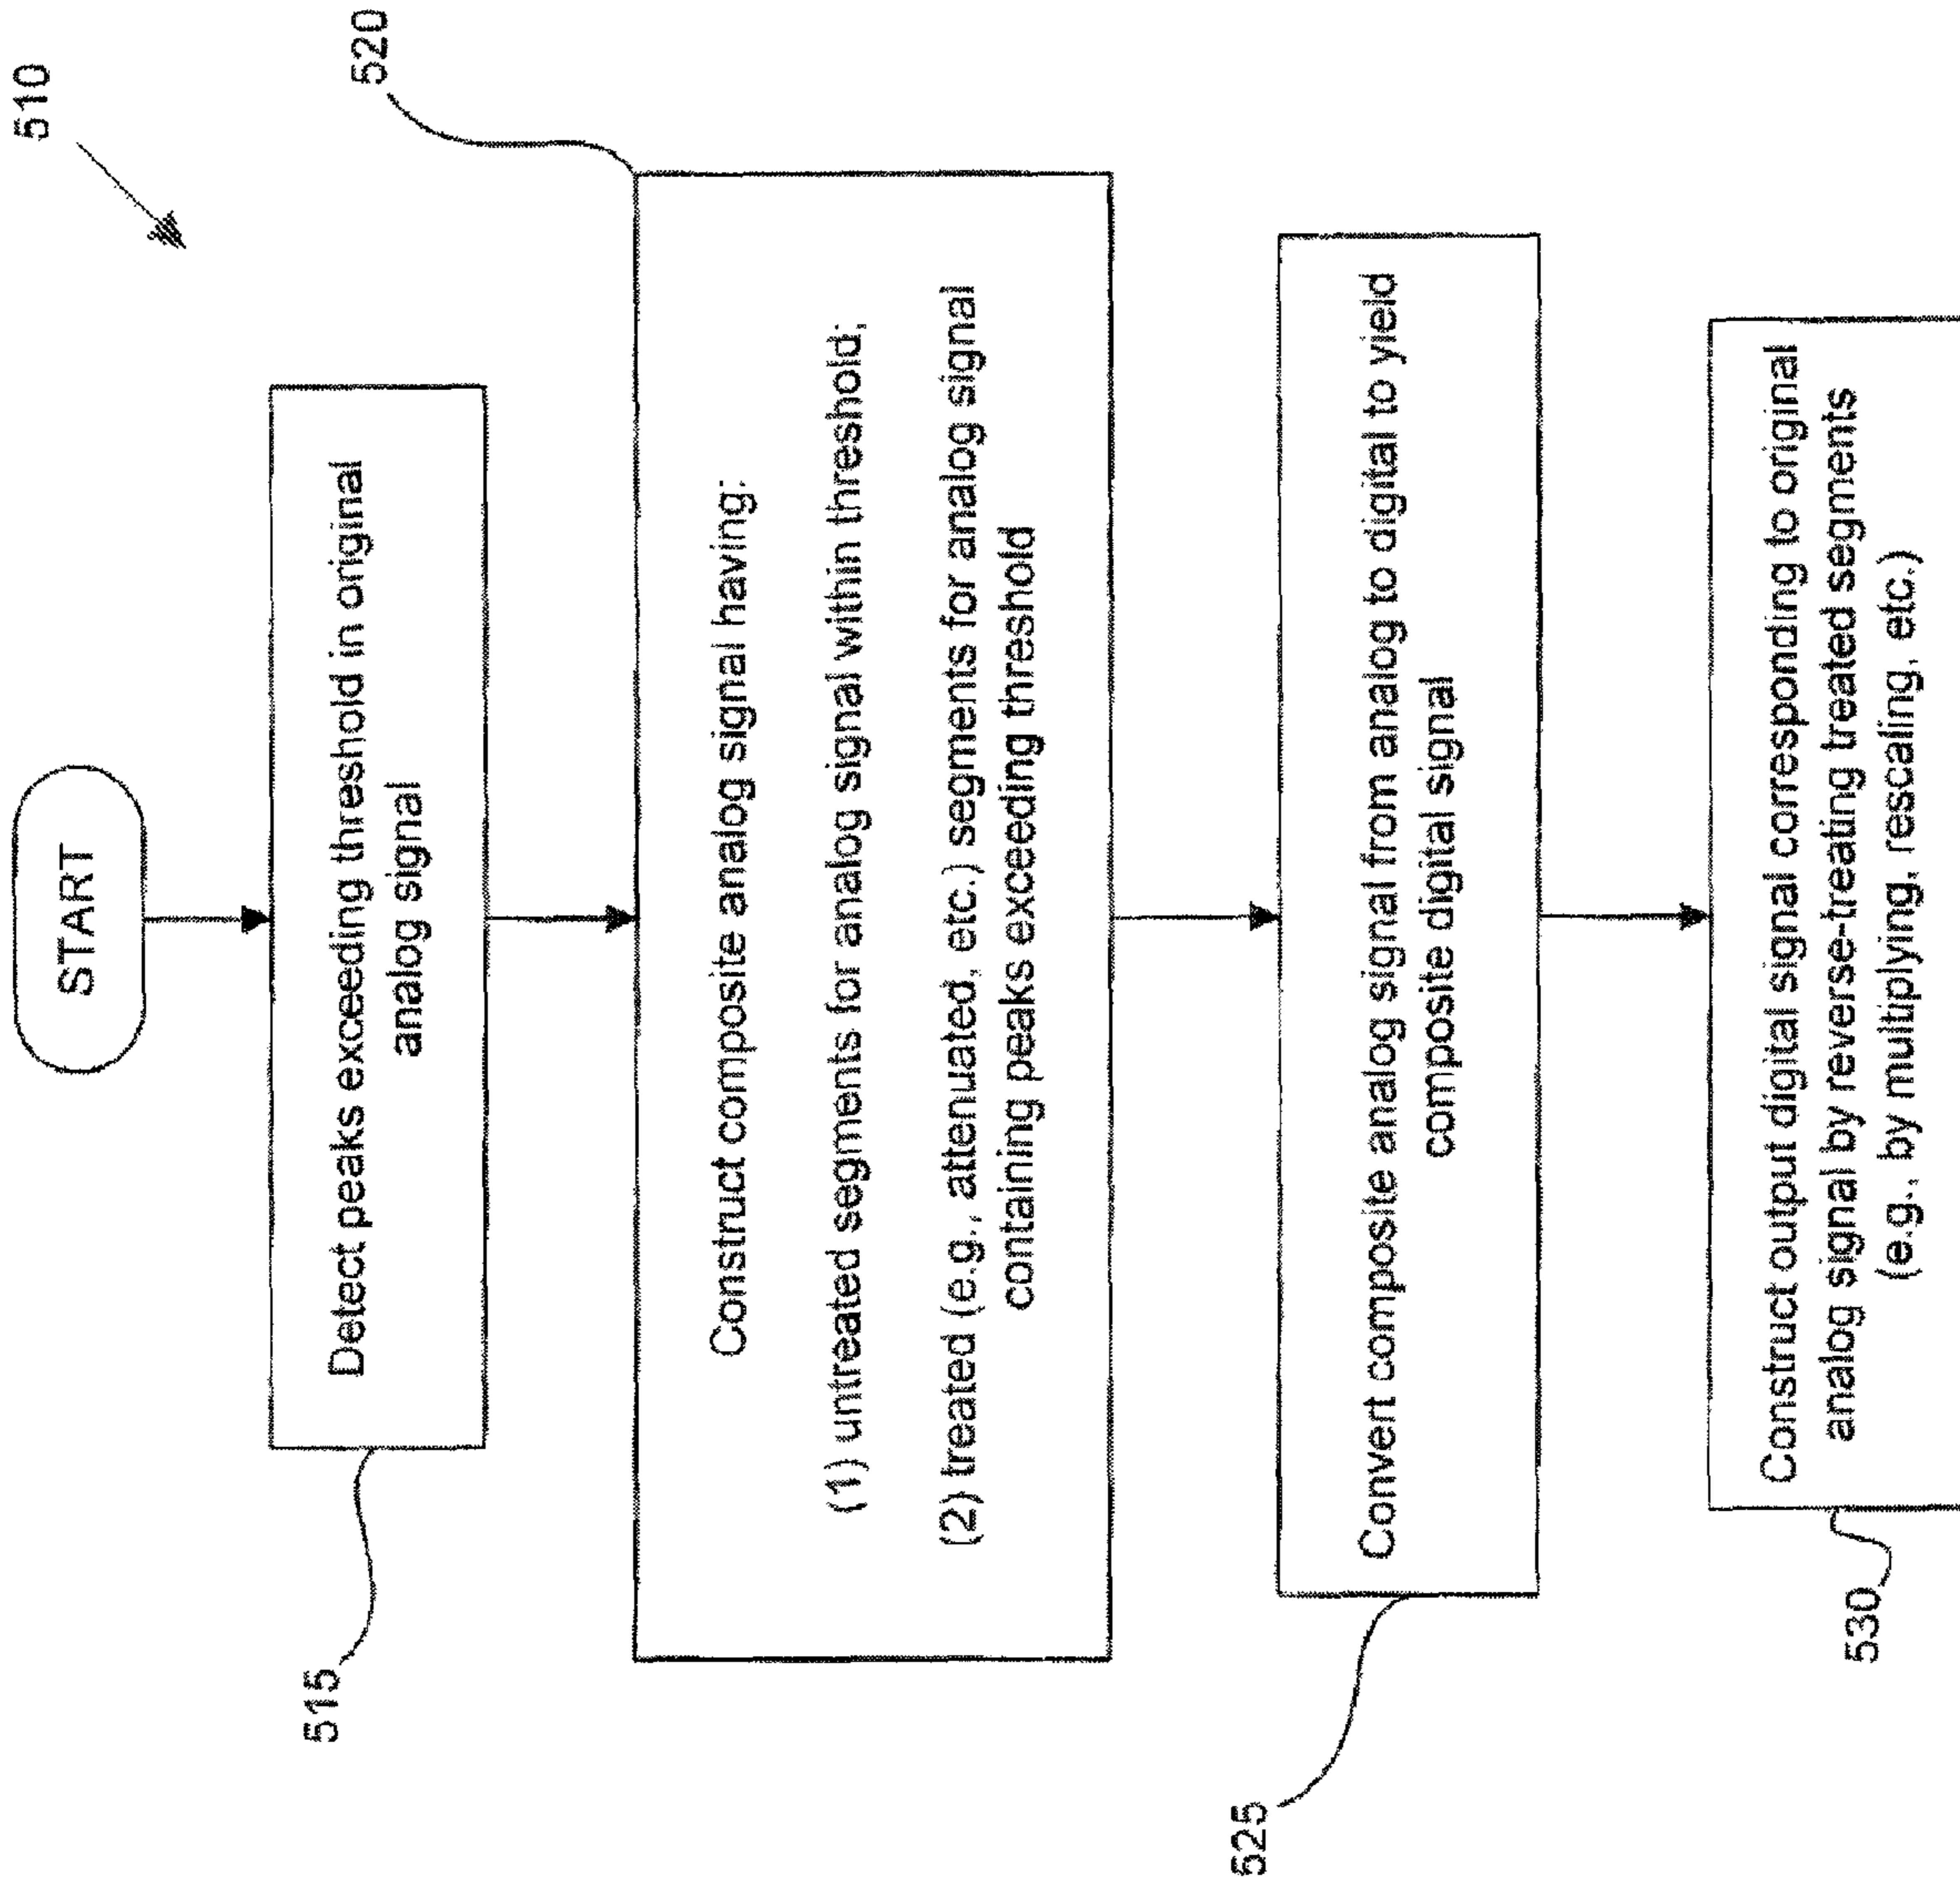 510
START
Detect peaks exceeding threshold in original
analog signal
515
520
Construct composite analog signal having:
(1) untreated segments for analog signal within threshold;
(2) treated (e.g., attenuated, etc.) segments for analog signal
containing peaks exceeding threshold
Convert composite analog signal from analog to digital to yield
composite digital signal
525
Construct output digital signal corresponding to original
analog signal by reverse-treating treated segments
(e.g., by multiplying, rescaling, etc.)
530